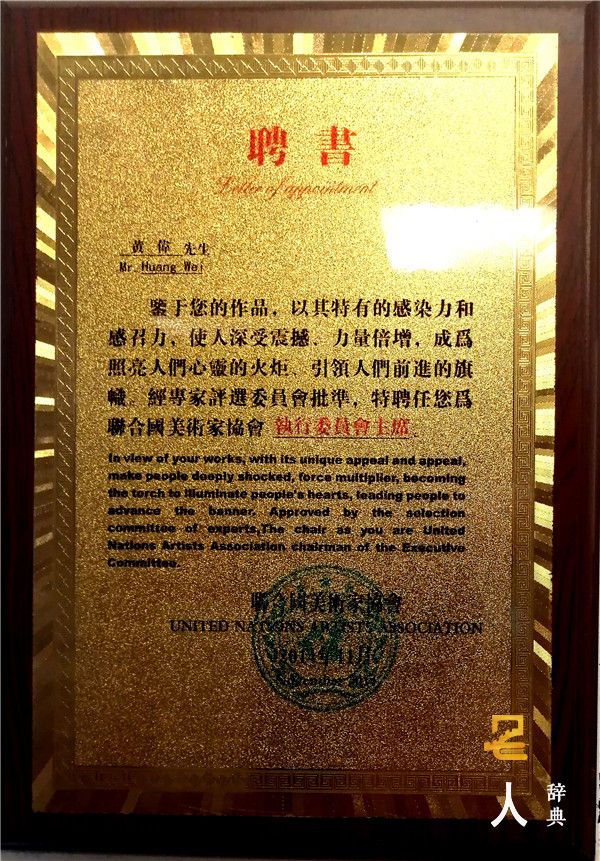 聘書
Letter of appointment
黃偉 先生
Mr. Huang Wei
鑒于您的作品，以其特有的感染力和
感召力，使人深受震撼、力量倍增，成爲
照亮人們心靈的火炬、引領人們前進的旗
幟。經專家評選委員會批準，特聘任您爲
聯合國美術家協會 執行委員會主席
In view of your works, with its unique appeal and appeal,
make people deeply shocked, force multiplier, becoming
the torch to illuminate people's hearts, leading people to
advance the banner. Approved by the selection
committee of experts,The chair as you are United
Nations Artists Association chairman of the Executive
Committee.
聯合國美術家協會
UNITED NATIONS ARTISTS ASSOCIATION
11月
名人
辞典